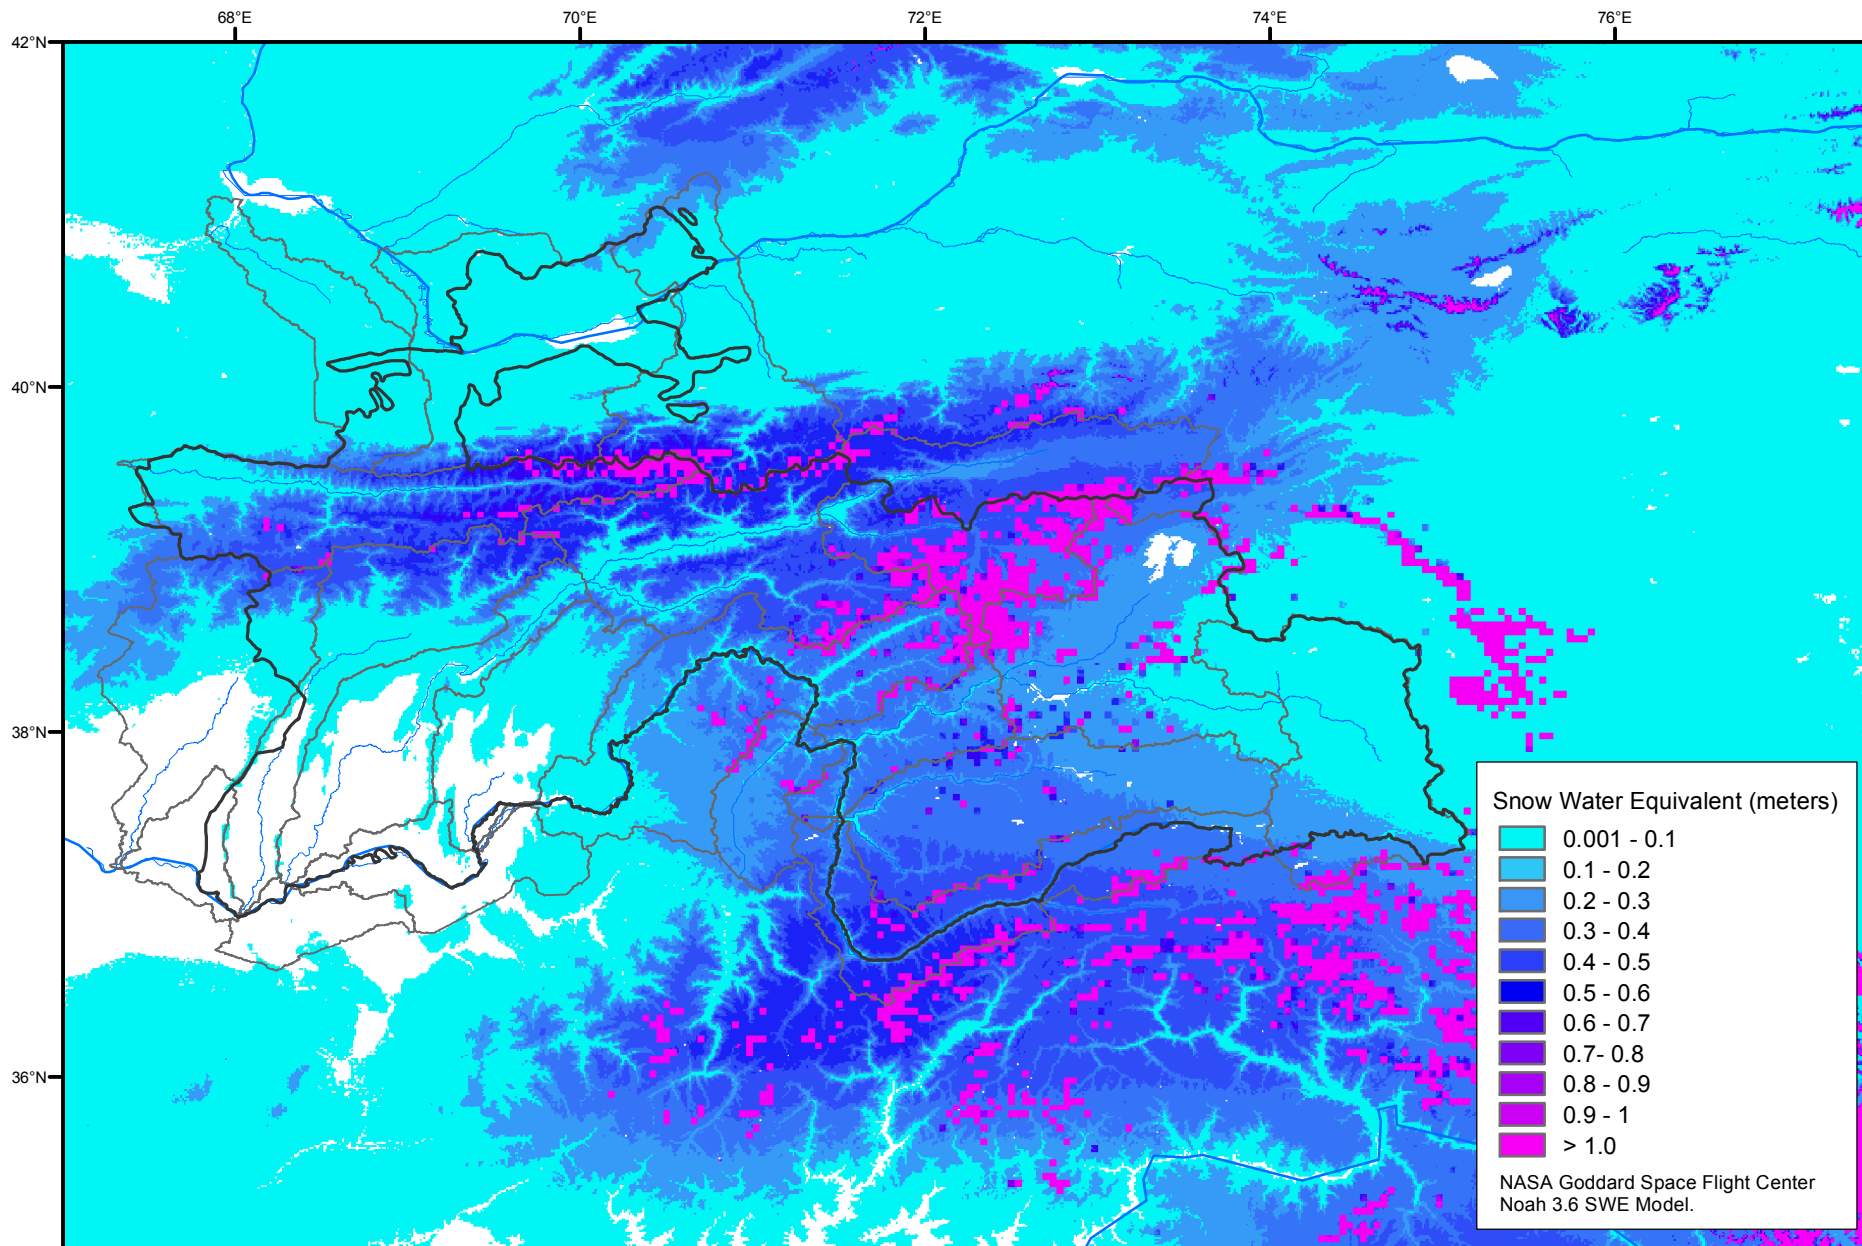 68°E 70°E 72°E 74°E 76°E
42°N
40°N
38°N
36°N
Snow Water Equivalent (meters)
0.001 - 0.1
0.1 - 0.2
0.2 - 0.3
0.3 - 0.4
0.4 - 0.5
0.5 - 0.6
0.6 - 0.7
0.7- 0.8
0.8 - 0.9
0.9 - 1
> 1.0
NASA Goddard Space Flight Center
Noah 3.6 SWE Model.